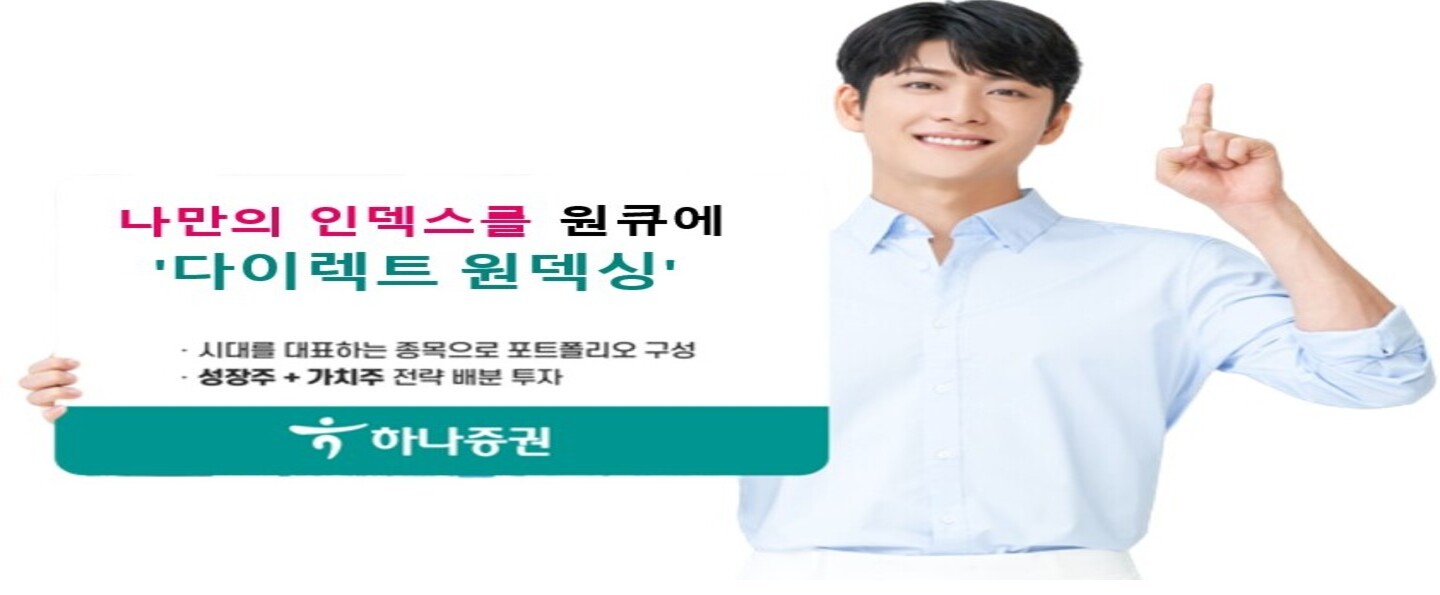 나만의 인덱스를 원큐에
'다이렉트 원덱싱'
· 시대를 대표하는 종목으로 포트폴리오 구성
· 성장주 + 가치주 전략 배분 투자
하나증권